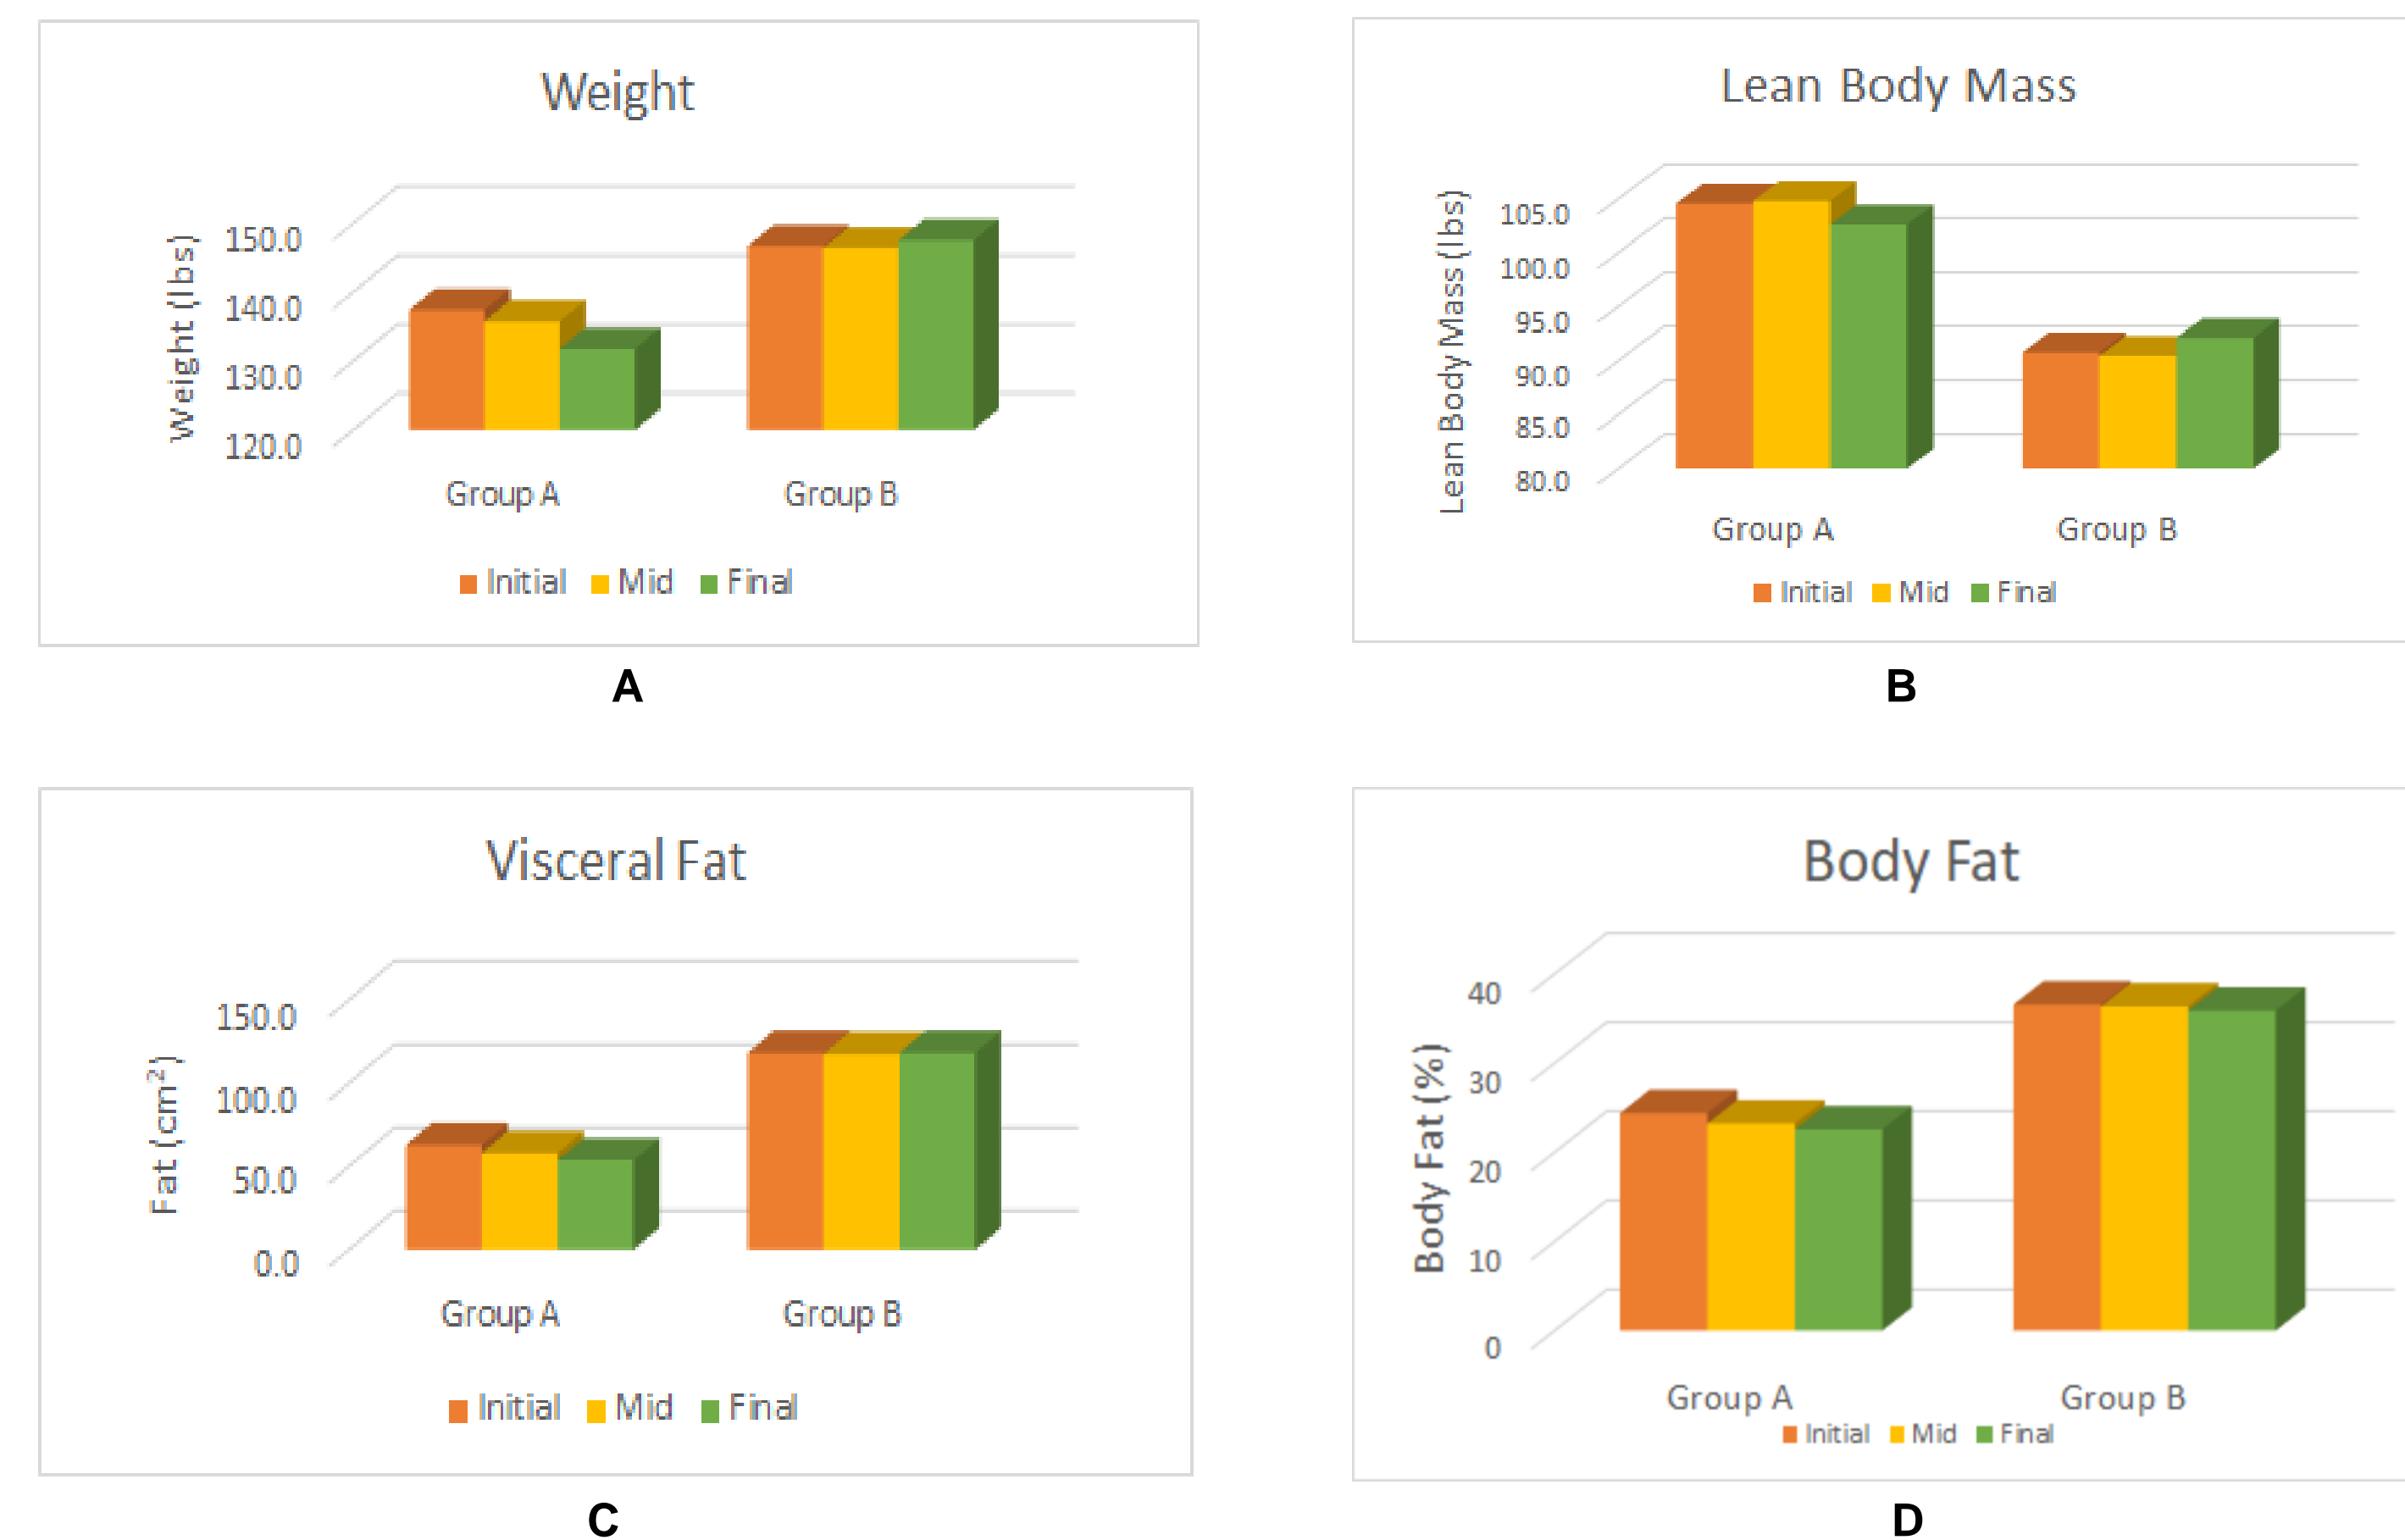 Weight
Weight (lbs)
150.0
140.0
130.0
120.0
Group A Group B
Initial Mid Final
A
Lean Body Mass
Lean Body Mass (lbs)
105.0
100.0
95.0
90.0
85.0
80.0
Group A Group B
Initial Mid Final
B
Visceral Fat
Fat (cm²)
150.0
100.0
50.0
0.0
Group A Group B
Initial Mid Final
C
Body Fat
Body Fat (%)
40
30
20
10
0
Group A Group B
Initial Mid Final
D